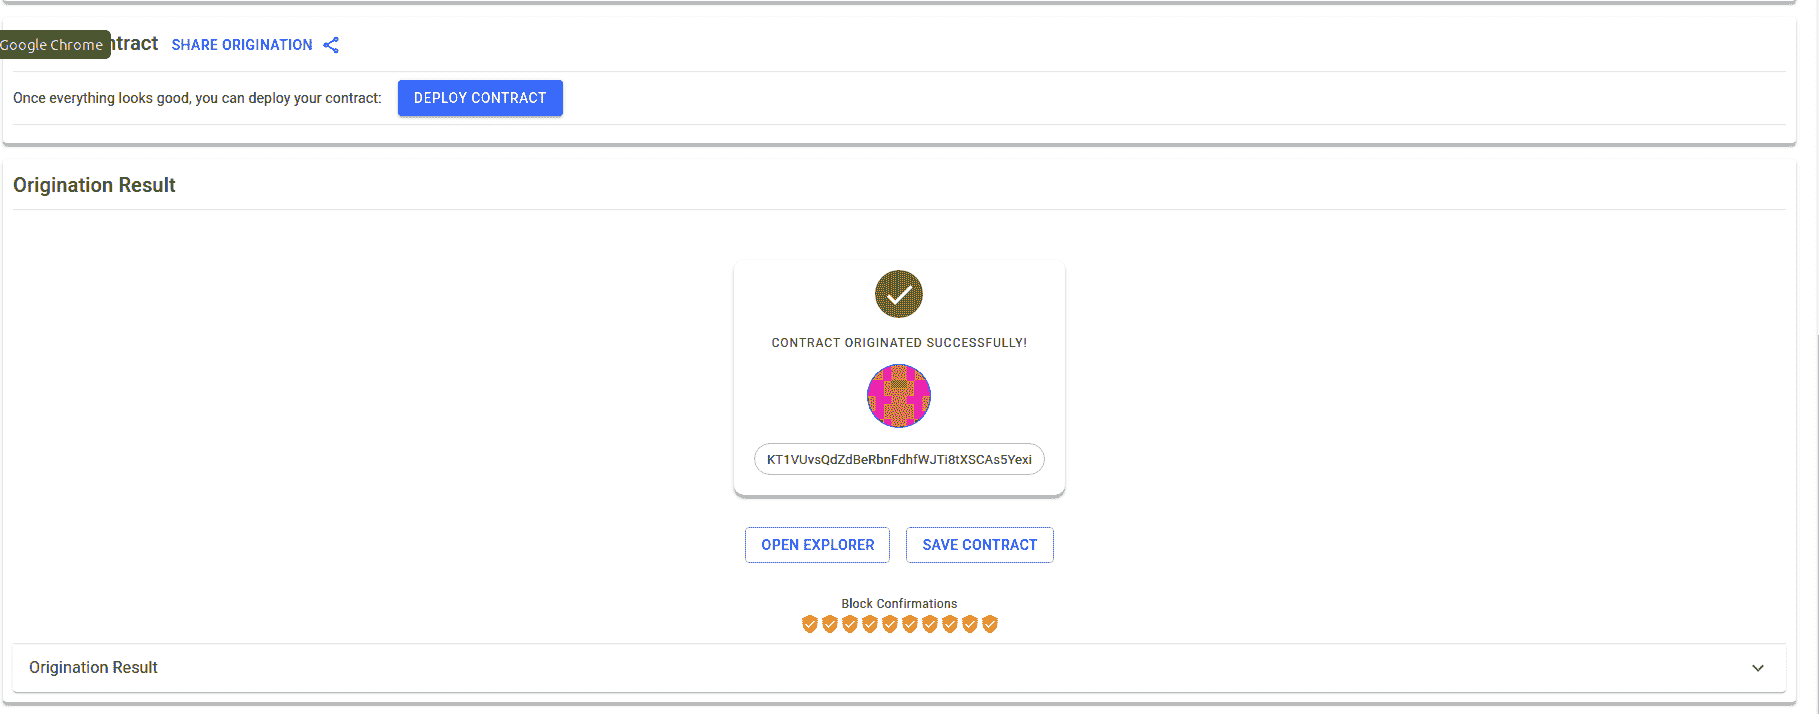 Google Chrome ntract SHARE ORIGINATION
Once everything looks good, you can deploy your contract: DEPLOY CONTRACT
Origination Result
CONTRACT ORIGINATED SUCCESSFULLY!
KT1VUvsQdZdBeRbnFdhfWJTi8tXSCAs5Yexi
OPEN EXPLORER SAVE CONTRACT
Block Confirmations
Origination Result